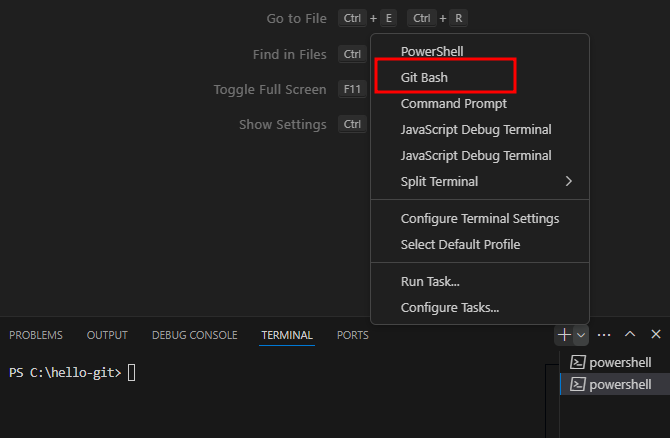 Go to File Ctrl + E Ctrl + R
Find in Files Ctrl
Toggle Full Screen F11
Show Settings Ctrl
PowerShell
Git Bash
Command Prompt
JavaScript Debug Terminal
JavaScript Debug Terminal
Split Terminal
Configure Terminal Settings
Select Default Profile
Run Task...
Configure Tasks...
PROBLEMS OUTPUT DEBUG CONSOLE TERMINAL PORTS
PS C:\hello-git>
powershell
powershell